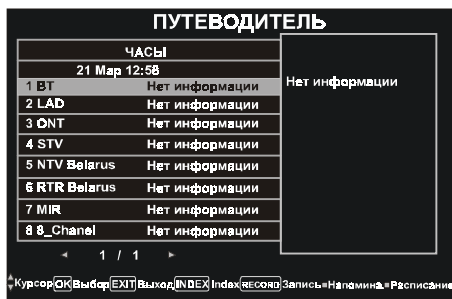 ПУТЕВОДИТЕЛЬ
ЧАСЫ
21 Мар 12:58
1 BT Нет информации
2 LAD Нет информации
3 ONT Нет информации
4 STV Нет информации
5 NTV Belarus Нет информации
6 RTR Belarus Нет информации
7 MIR Нет информации
8 8_Chanel Нет информации
Нет информации
1 / 1
Курсор OK Выбор EXIT Выход INDEX Index RECORD Запись=Напомина.=Расписание